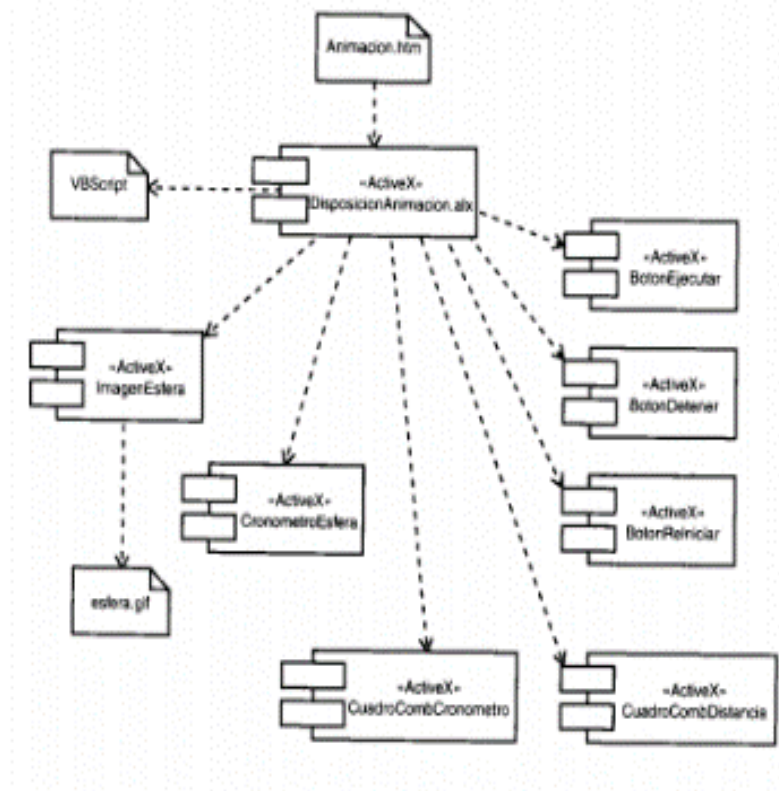 Animacion.htm
VBScript
«ActiveX»
DisposicionAnimacion.alx
«ActiveX»
BotonEjecutar
«ActiveX»
ImagenEsfera
«ActiveX»
BotonDetener
«ActiveX»
CronometroEsfera
«ActiveX»
BotonReiniciar
esfera.gif
«ActiveX»
CuadroCombCronometro
«ActiveX»
CuadroCombDistancia